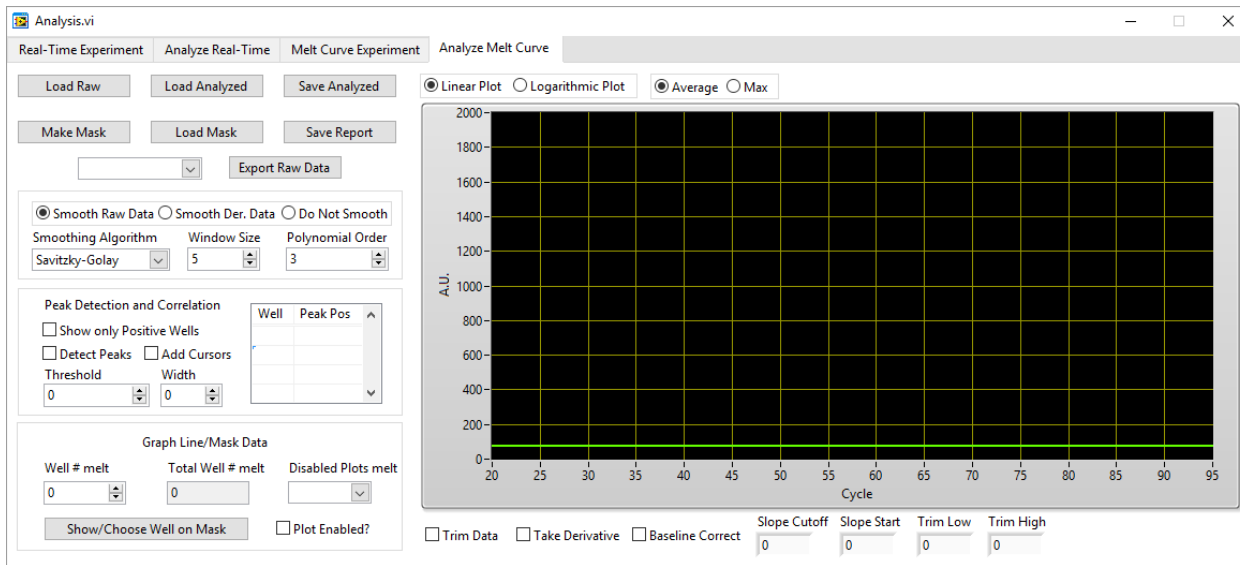 Analysis.vi
Real-Time Experiment Analyze Real-Time Melt Curve Experiment Analyze Melt Curve
Load Raw Load Analyzed Save Analyzed
Make Mask Load Mask Save Report
Export Raw Data
Smooth Raw Data Smooth Der. Data Do Not Smooth
Smoothing Algorithm Window Size Polynomial Order
Savitzky-Golay 5 3
Peak Detection and Correlation
Show only Positive Wells
Detect Peaks Add Cursors
Threshold Width
0 0
Well Peak Pos
Graph Line/Mask Data
Well # melt Total Well # melt Disabled Plots melt
0 0
Show/Choose Well on Mask Plot Enabled?
Linear Plot Logarithmic Plot Average Max
2000
1800
1600
1400
1200
1000
800
600
400
200
0
A.U.
20 25 30 35 40 45 50 55 60 65 70 75 80 85 90 95
Cycle
Trim Data Take Derivative Baseline Correct
Slope Cutoff Slope Start Trim Low Trim High
0 0 0 0